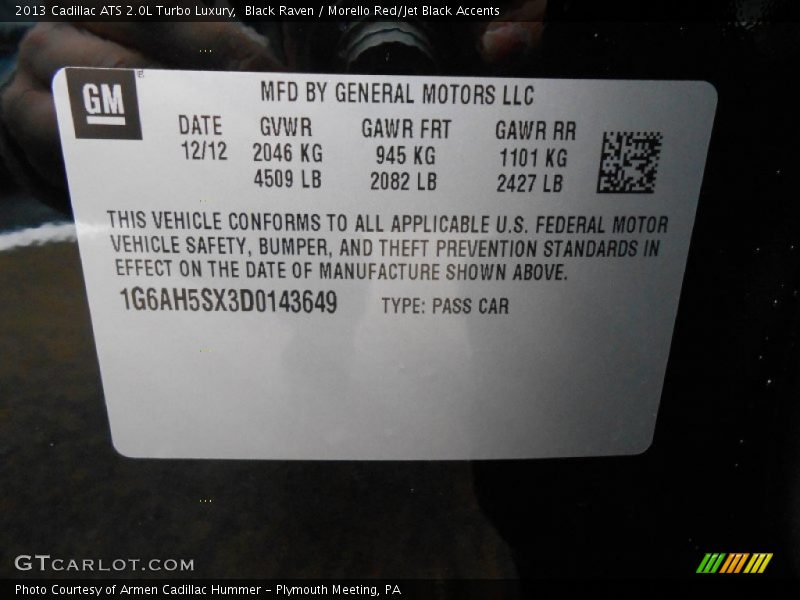 2013 Cadillac ATS 2.0L Turbo Luxury, Black Raven / Morello Red/Jet Black Accents
GM
MFD BY GENERAL MOTORS LLC
DATE GVWR GAWR FRT GAWR RR
12/12 2046 KG 945 KG 1101 KG
4509 LB 2082 LB 2427 LB
THIS VEHICLE CONFORMS TO ALL APPLICABLE U.S. FEDERAL MOTOR
VEHICLE SAFETY, BUMPER, AND THEFT PREVENTION STANDARDS IN
EFFECT ON THE DATE OF MANUFACTURE SHOWN ABOVE.
1G6AH5SX3D0143649 TYPE: PASS CAR
GTCARLOT.COM
Photo Courtesy of Armen Cadillac Hummer - Plymouth Meeting, PA